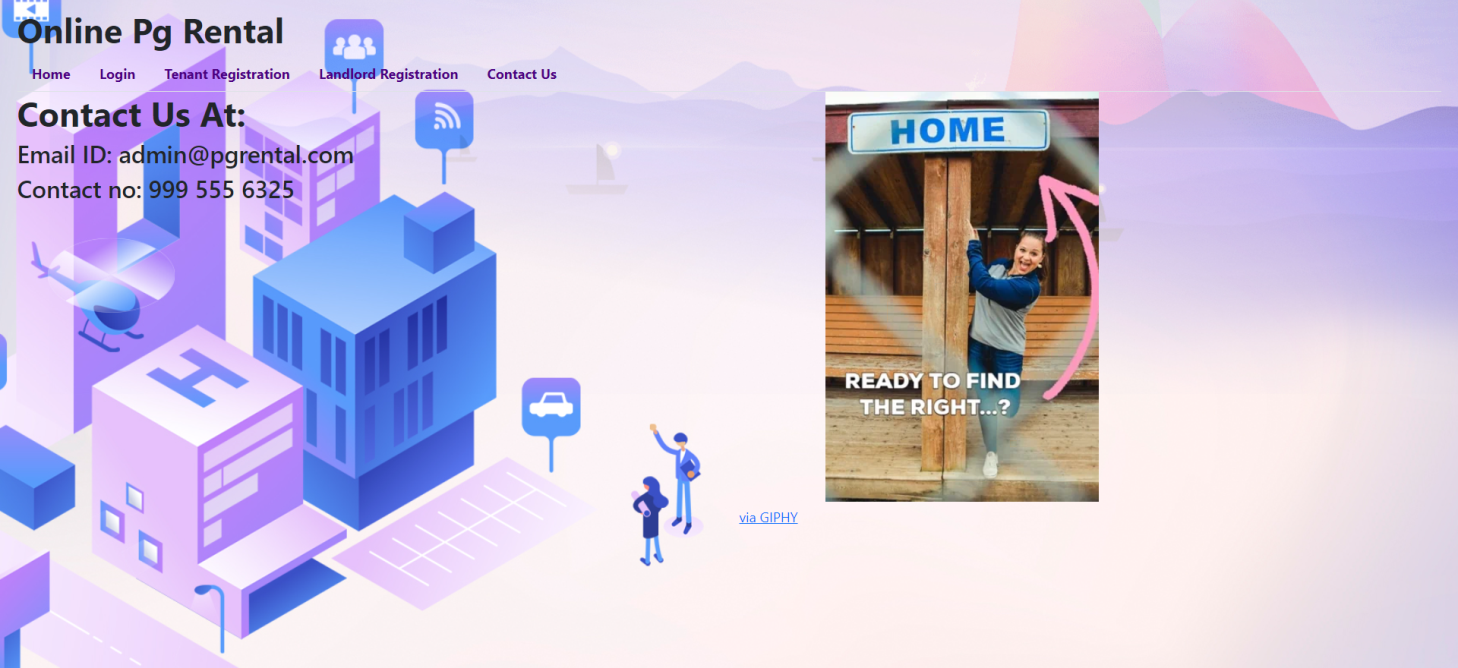 Online Pg Rental
Home Login Tenant Registration Landlord Registration Contact Us
Contact Us At:
Email ID: admin@pgrental.com
Contact no: 999 555 6325
H
HOME
READY TO FIND
THE RIGHT...?
via GIPHY